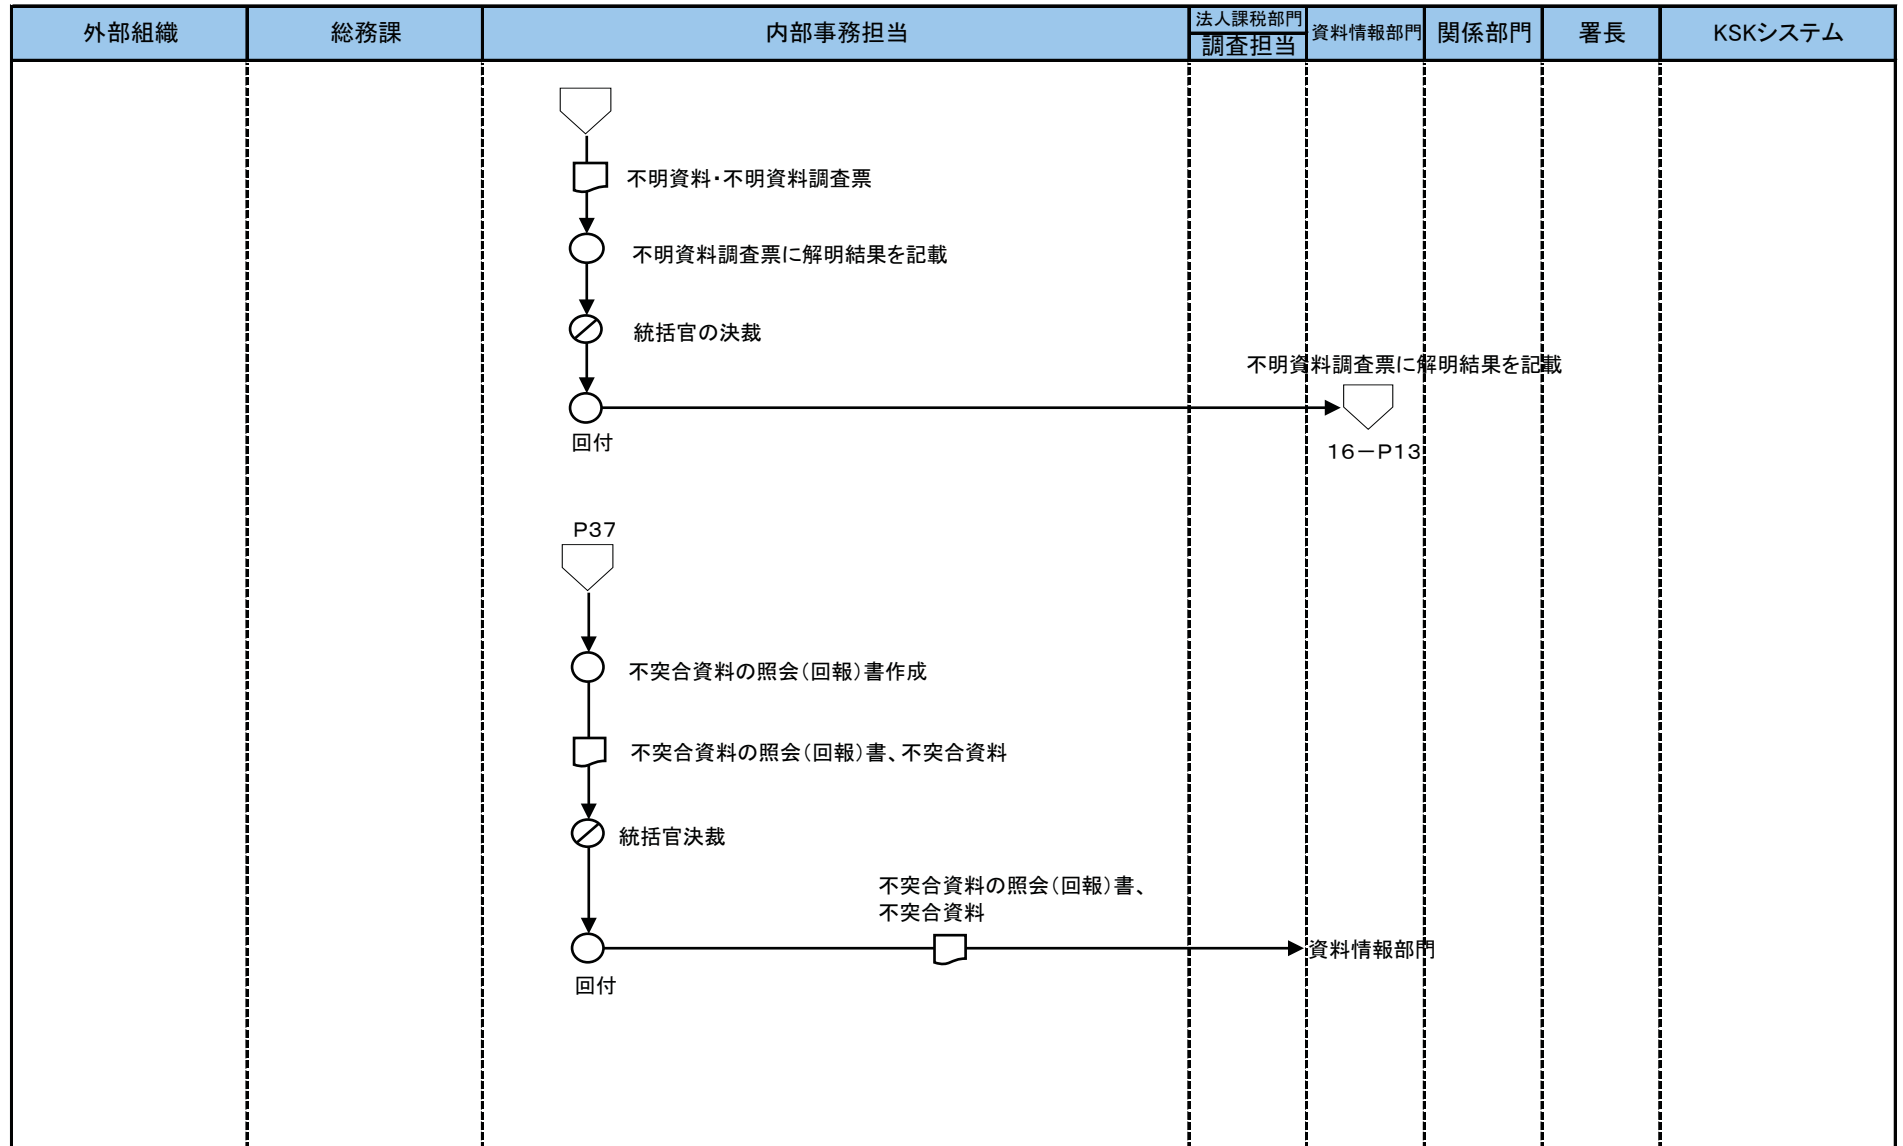 外部組織
総務課
内部事務担当
法人課税部門
調査担当
資料情報部門
関係部門
署長
KSKシステム
不明資料・不明資料調査票
不明資料調査票に解明結果を記載
統括官の決裁
不明資料調査票に解明結果を記載
回付
16－P13
P37
不突合資料の照会（回報）書作成
不突合資料の照会（回報）書、不突合資料
統括官決裁
不突合資料の照会（回報）書、
不突合資料
資料情報部門
回付